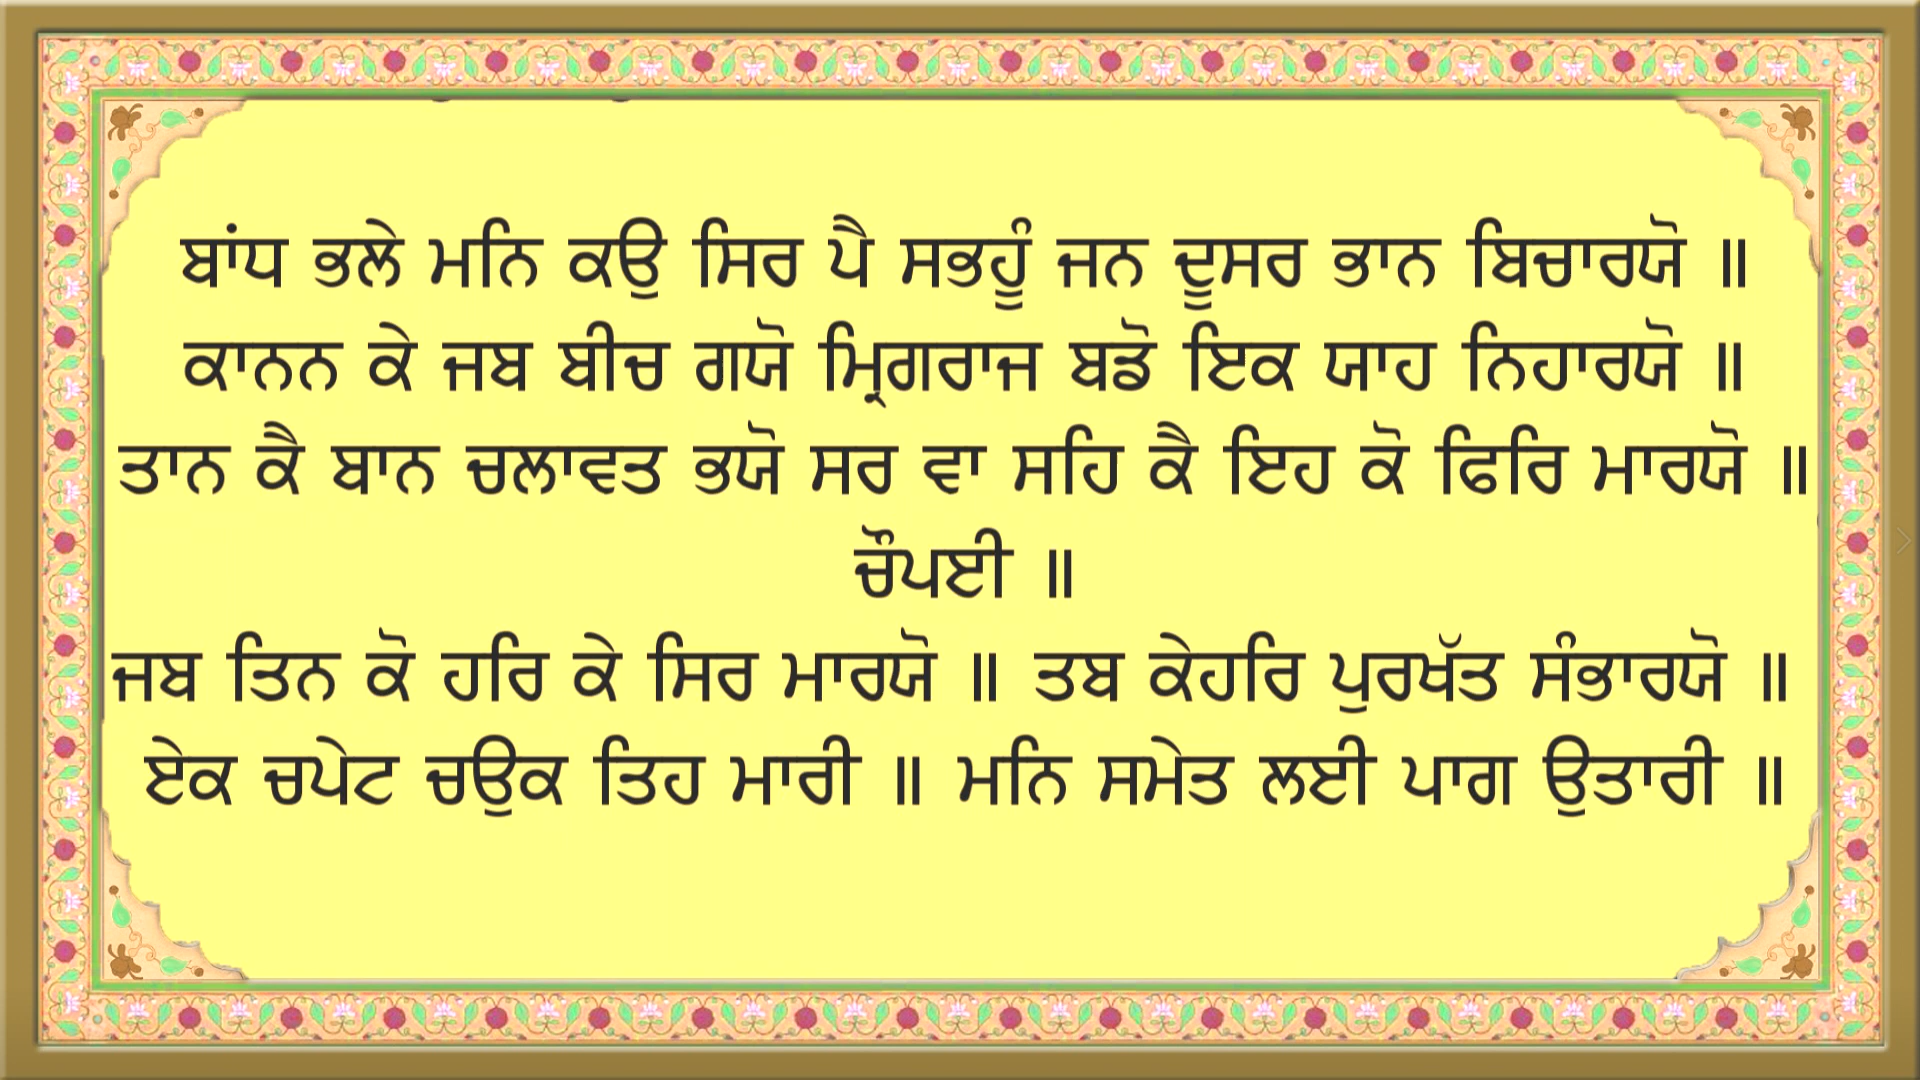 ਬਾਂਧ ਭਲੇ ਮਨਿ ਕਉ ਸਿਰ ਪੈ ਸਭਹੂੰ ਜਨ ਦੂਸਰ ਭਾਨ ਬਿਚਾਰਯੋ ॥
ਕਾਨਨ ਕੇ ਜਬ ਬੀਚ ਗਯੋ ਮ੍ਰਿਗਰਾਜ ਬਡੋ ਇਕ ਯਾਹ ਨਿਹਾਰਯੋ ॥
ਤਾਨ ਕੈ ਬਾਨ ਚਲਾਵਤ ਭਯੋ ਸਰ ਵਾ ਸਹਿ ਕੈ ਇਹ ਕੋ ਫਿਰਿ ਮਾਰਯੋ ॥
ਚੌਪਈ ॥
ਜਬ ਤਿਨ ਕੋ ਹਰਿ ਕੇ ਸਿਰ ਮਾਰਯੋ ॥ ਤਬ ਕੇਹਰਿ ਪੁਰਖੱਤ ਸੰਭਾਰਯੋ ॥
ਏਕ ਚਪੇਟ ਚਉਕ ਤਿਹ ਮਾਰੀ ॥ ਮਨਿ ਸਮੇਤ ਲਈ ਪਾਗ ਉਤਾਰੀ ॥